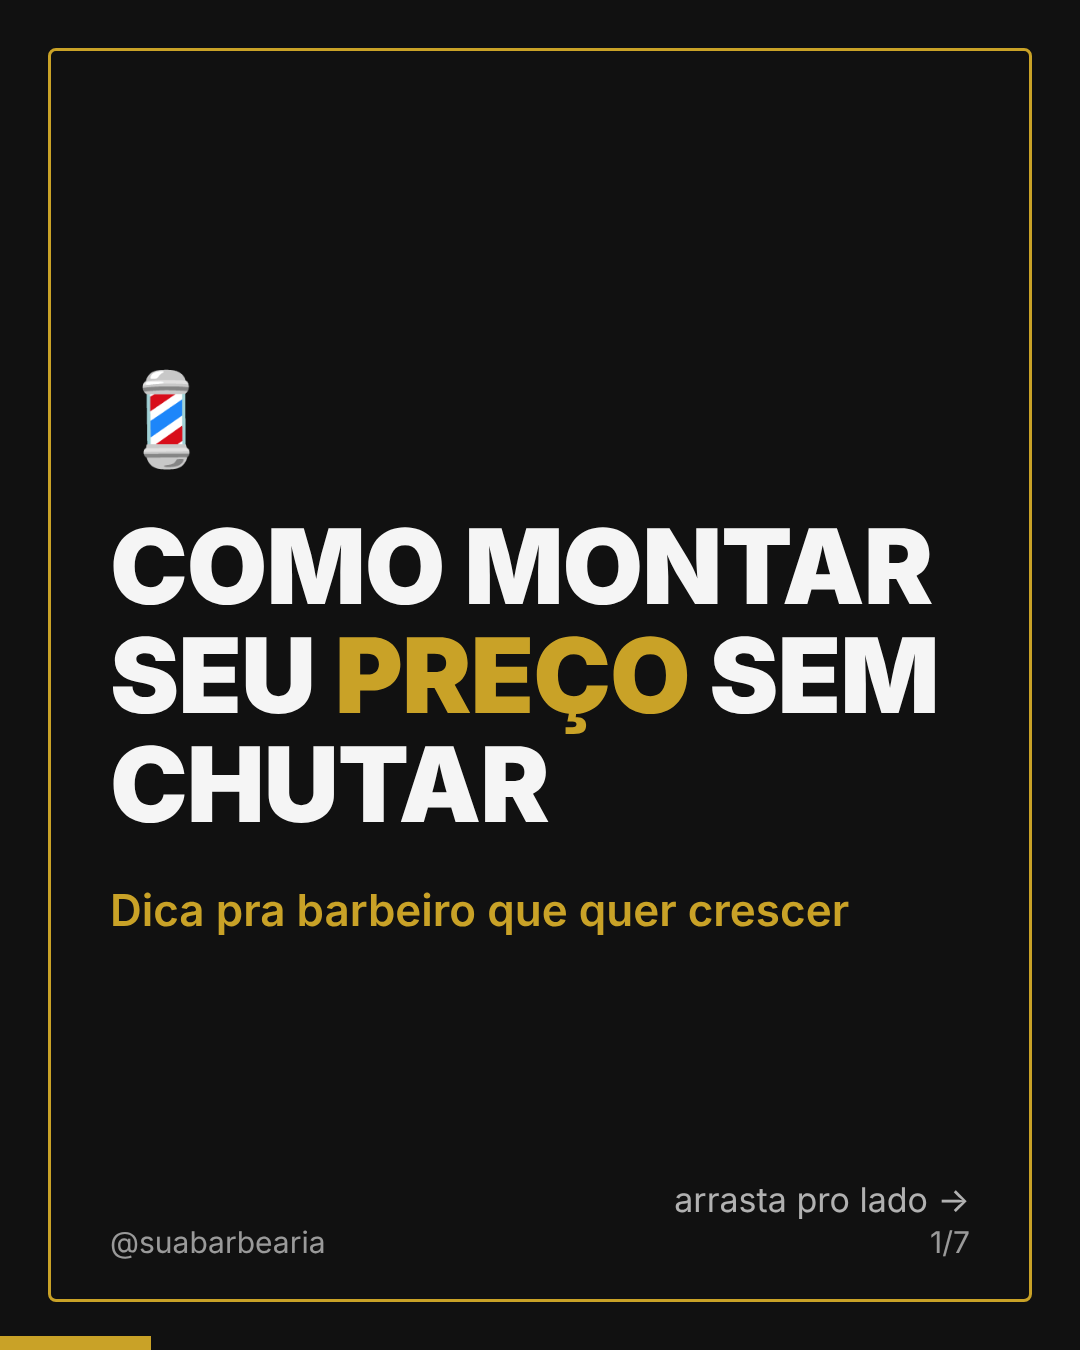 COMO MONTAR
SEU PREÇO SEM
CHUTAR
Dica pra barbeiro que quer crescer
arrasta pro lado →
@suabarbearia
1/7